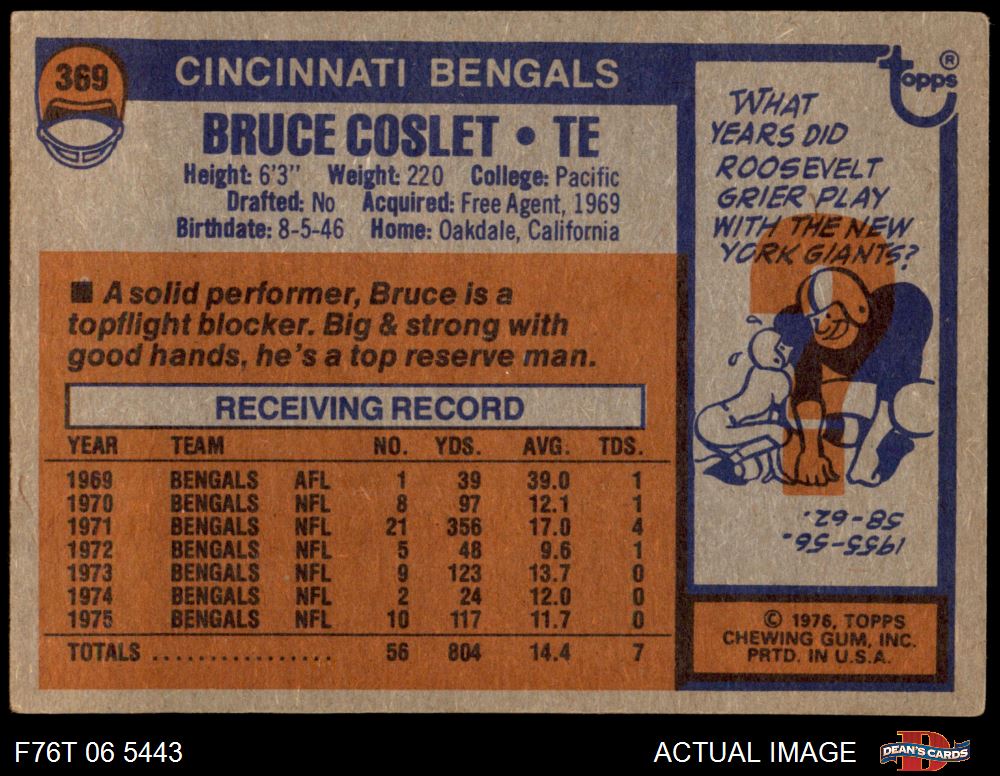 369
CINCINNATI BENGALS
BRUCE COSLET • TE
Height: 6'3" Weight: 220 College: Pacific
Drafted: No Acquired: Free Agent, 1969
Birthdate: 8-5-46 Home: Oakdale, California
■ A solid performer, Bruce is a
topflight blocker. Big & strong with
good hands, he's a top reserve man.
RECEIVING RECORD
YEAR TEAM NO. YDS. AVG. TDS.
1969 BENGALS AFL 1 39 39.0 1
1970 BENGALS NFL 8 97 12.1 1
1971 BENGALS NFL 21 356 17.0 4
1972 BENGALS NFL 5 48 9.6 1
1973 BENGALS NFL 9 123 13.7 0
1974 BENGALS NFL 2 24 12.0 0
1975 BENGALS NFL 10 117 11.7 0
TOTALS ................ 56 804 14.4 7
topps ®
WHAT
YEARS DID
ROOSEVELT
GRIER PLAY
WITH THE NEW
YORK GIANTS?
?
1955-56.
58-62.
© 1976, TOPPS
CHEWING GUM, INC.
PRTD. IN U.S.A.
F76T 06 5443
ACTUAL IMAGE
D
DEAN'S CARDS